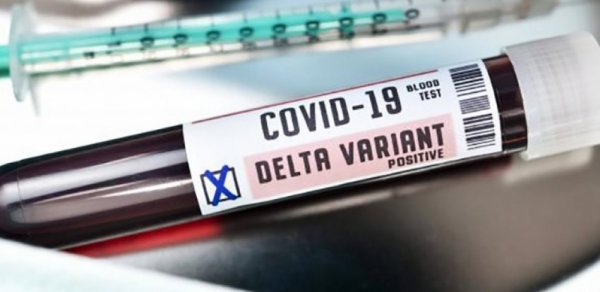 COVID-19
BLOOD
TEST
DELTA VARIANT
POSITIVE
X